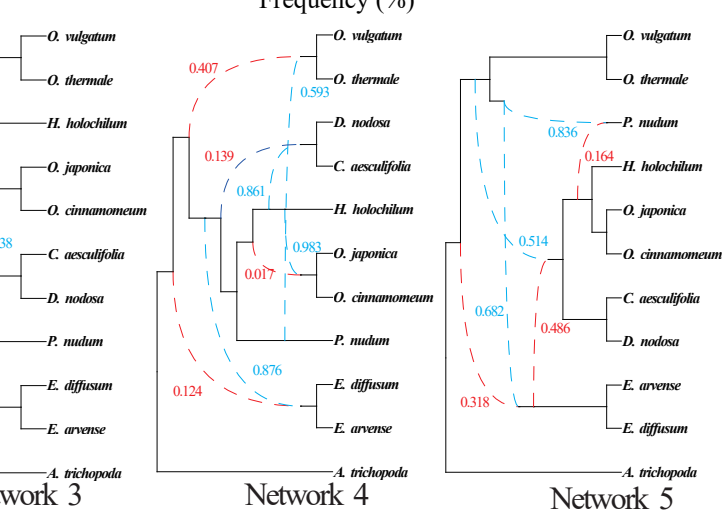 Frequency (%)
O. vulgatum
O. thermale
H. holochilum
O. japonica
O. cinnamomeum
38
C. aesculifolia
D. nodosa
P. nudum
E. diffusum
E. arvense
A. trichopoda
work 3
O. vulgatum
0.407
O. thermale
0.593
D. nodosa
0.139
C. aesculifolia
0.861
H. holochilum
0.983
O. japonica
0.017
O. cinnamomeum
P. nudum
0.876
E. diffusum
0.124
E. arvense
A. trichopoda
Network 4
O. vulgatum
O. thermale
P. nudum
0.836
0.164
H. holochilum
O. japonica
0.514
O. cinnamomeum
C. aesculifolia
0.682
0.486
D. nodosa
E. arvense
0.318
E. diffusum
A. trichopoda
Network 5